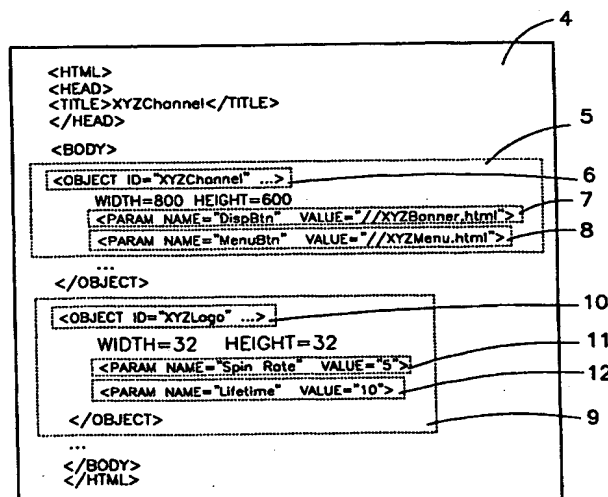 4
<HTML>
<HEAD>
<TITLE>XYZChannel</TITLE>
</HEAD>
<BODY>
5
<OBJECT ID="XYZChannel" ...>
6
WIDTH=800 HEIGHT=600
7
<PARAM NAME="DispBtn" VALUE="//XYZBanner.html">
8
<PARAM NAME="MenuBtn" VALUE="//XYZMenu.html">
...
</OBJECT>
10
<OBJECT ID="XYZLogo" ...>
WIDTH=32 HEIGHT=32
11
<PARAM NAME="Spin Rate" VALUE="5">
12
<PARAM NAME="Lifetime" VALUE="10">
</OBJECT>
9
...
</BODY>
</HTML>